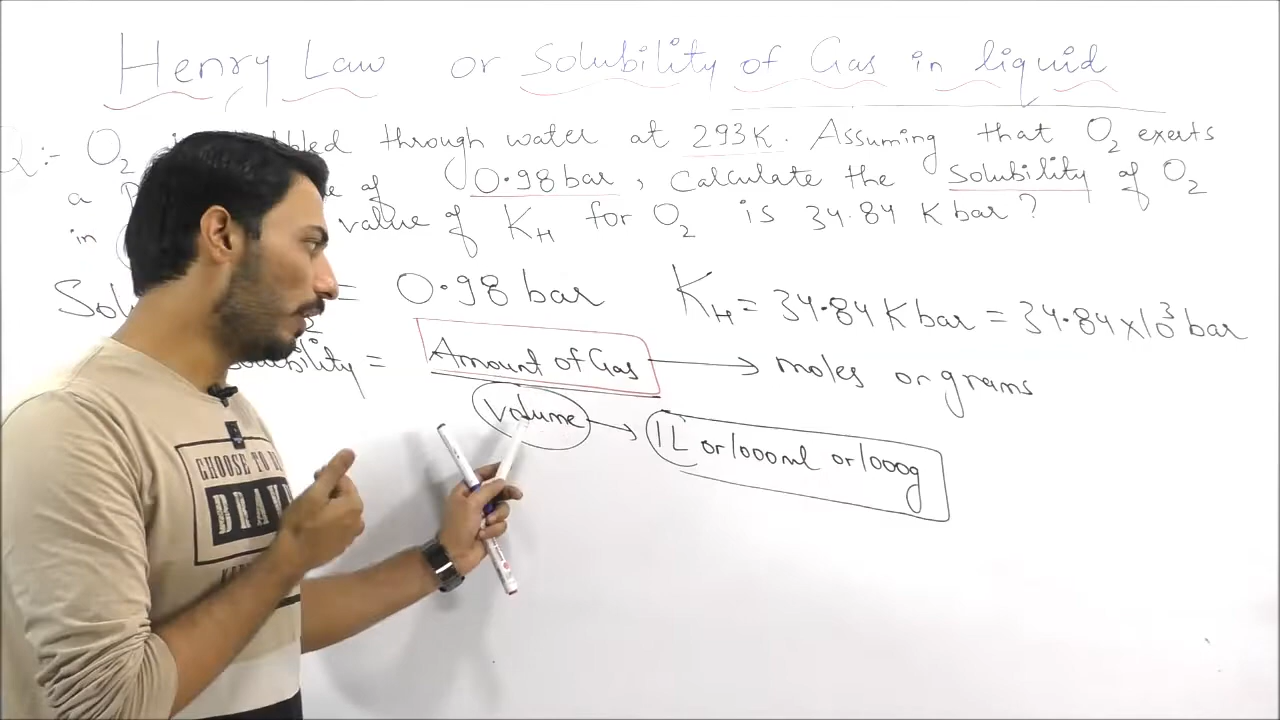 Henry Law or Solubility of Gas in liquid
Q:- O2 through water at 293K. Assuming that O2 exerts
a of 0.98 bar, calculate the solubility of O2
in value of KH for O2 is 34.84 K bar?
= 0.98 bar KH = 34.84 K bar = 34.84 x 10³ bar
Solubility = Amount of Gas → moles or grams
volume → 1L or 1000ml or 1000g
CHOOSE TO
BRAV